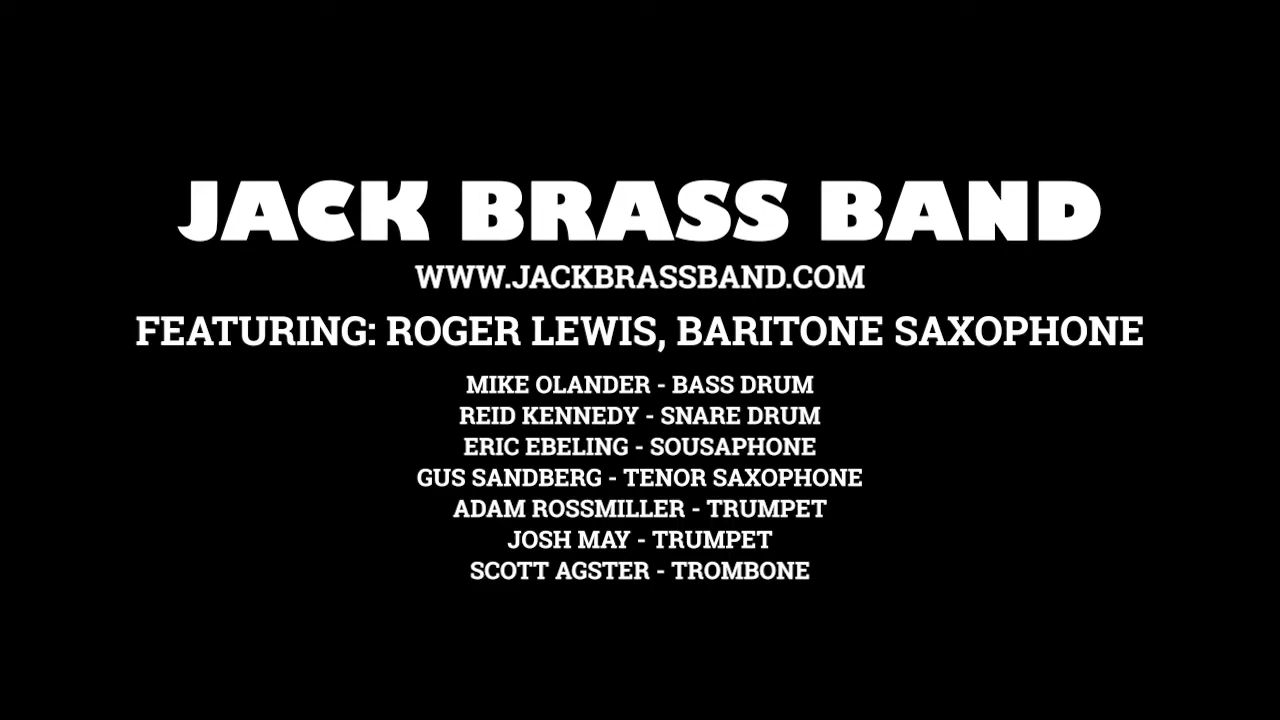 JACK BRASS BAND
WWW.JACKBRASSBAND.COM
FEATURING: ROGER LEWIS, BARITONE SAXOPHONE
MIKE OLANDER - BASS DRUM
REID KENNEDY - SNARE DRUM
ERIC EBELING - SOUSAPHONE
GUS SANDBERG - TENOR SAXOPHONE
ADAM ROSSMILLER - TRUMPET
JOSH MAY - TRUMPET
SCOTT AGSTER - TROMBONE